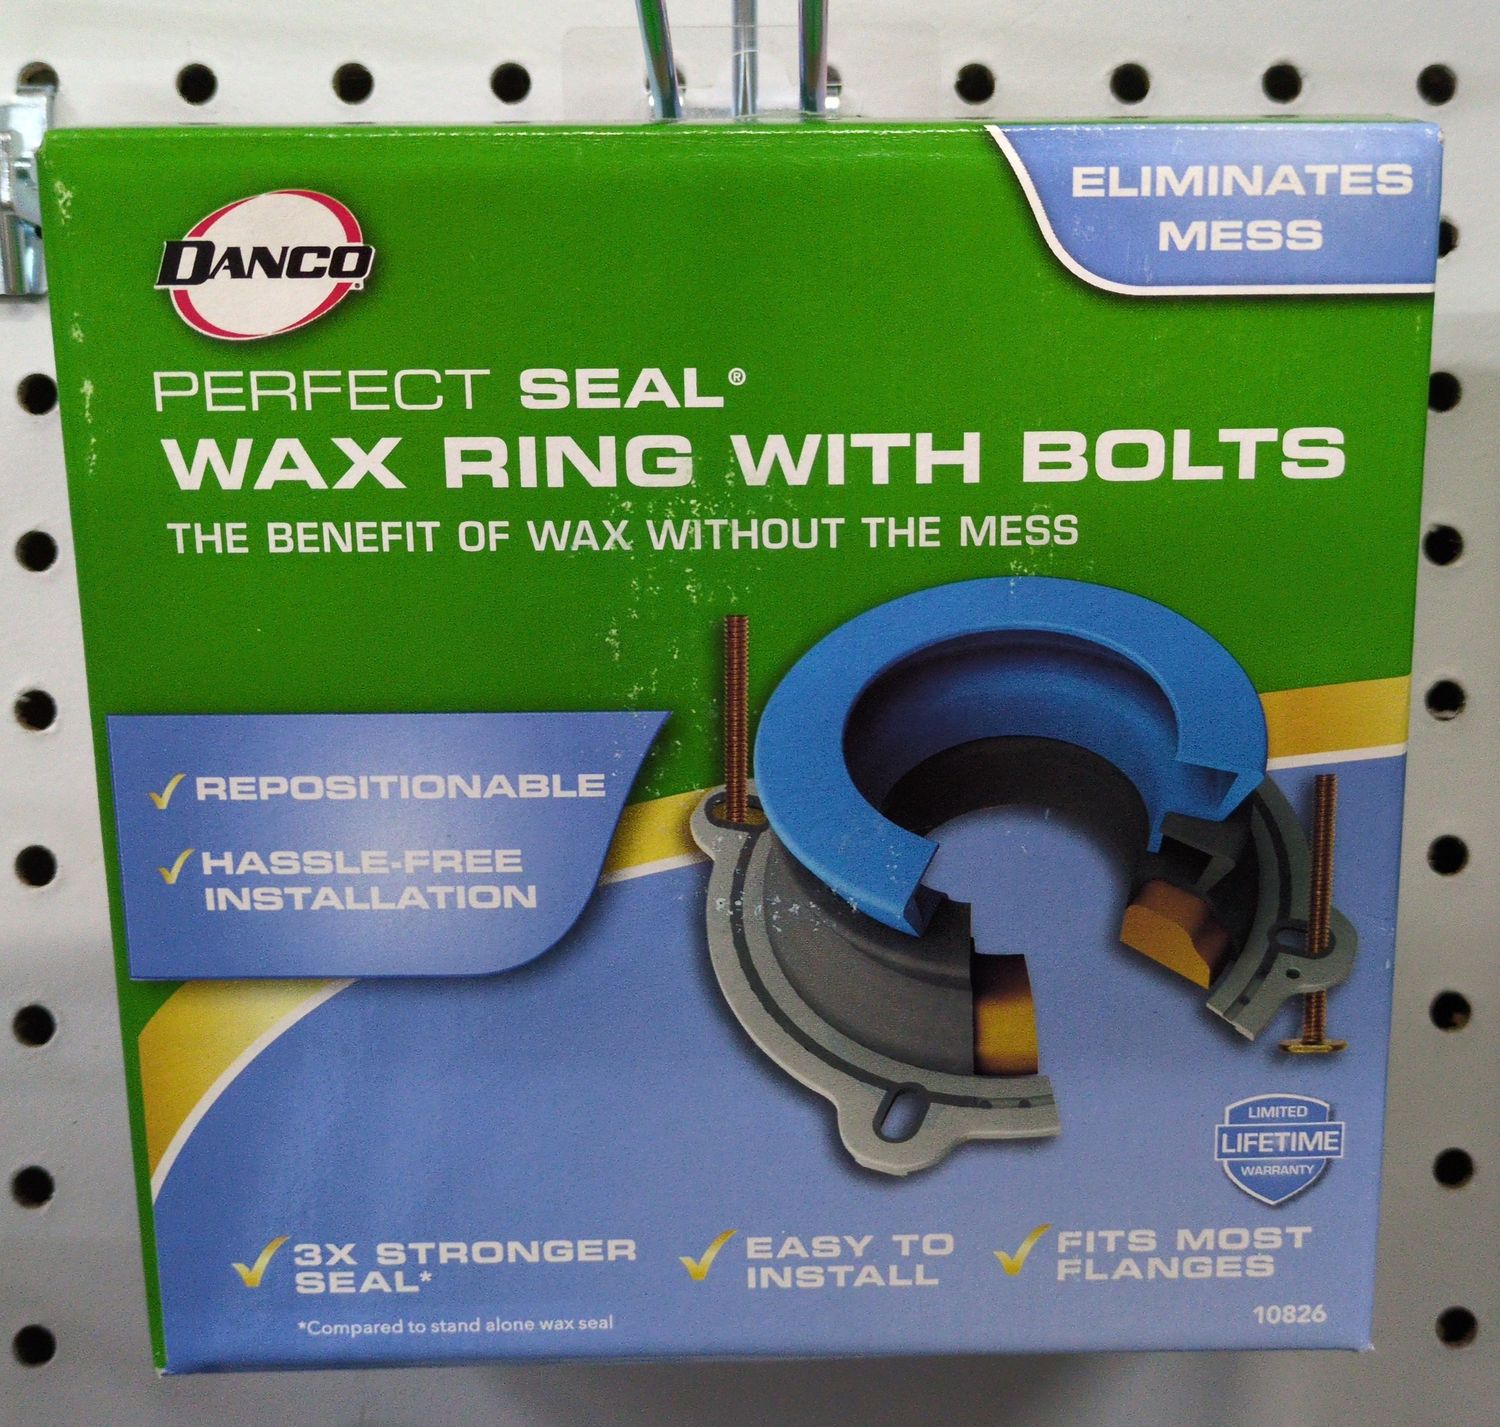 ELIMINATES
MESS
DANCO
PERFECT SEAL®
WAX RING WITH BOLTS
THE BENEFIT OF WAX WITHOUT THE MESS
REPOSITIONABLE
HASSLE-FREE
INSTALLATION
LIMITED
LIFETIME
WARRANTY
3X STRONGER
SEAL*
EASY TO
INSTALL
FITS MOST
FLANGES
*Compared to stand alone wax seal
10826